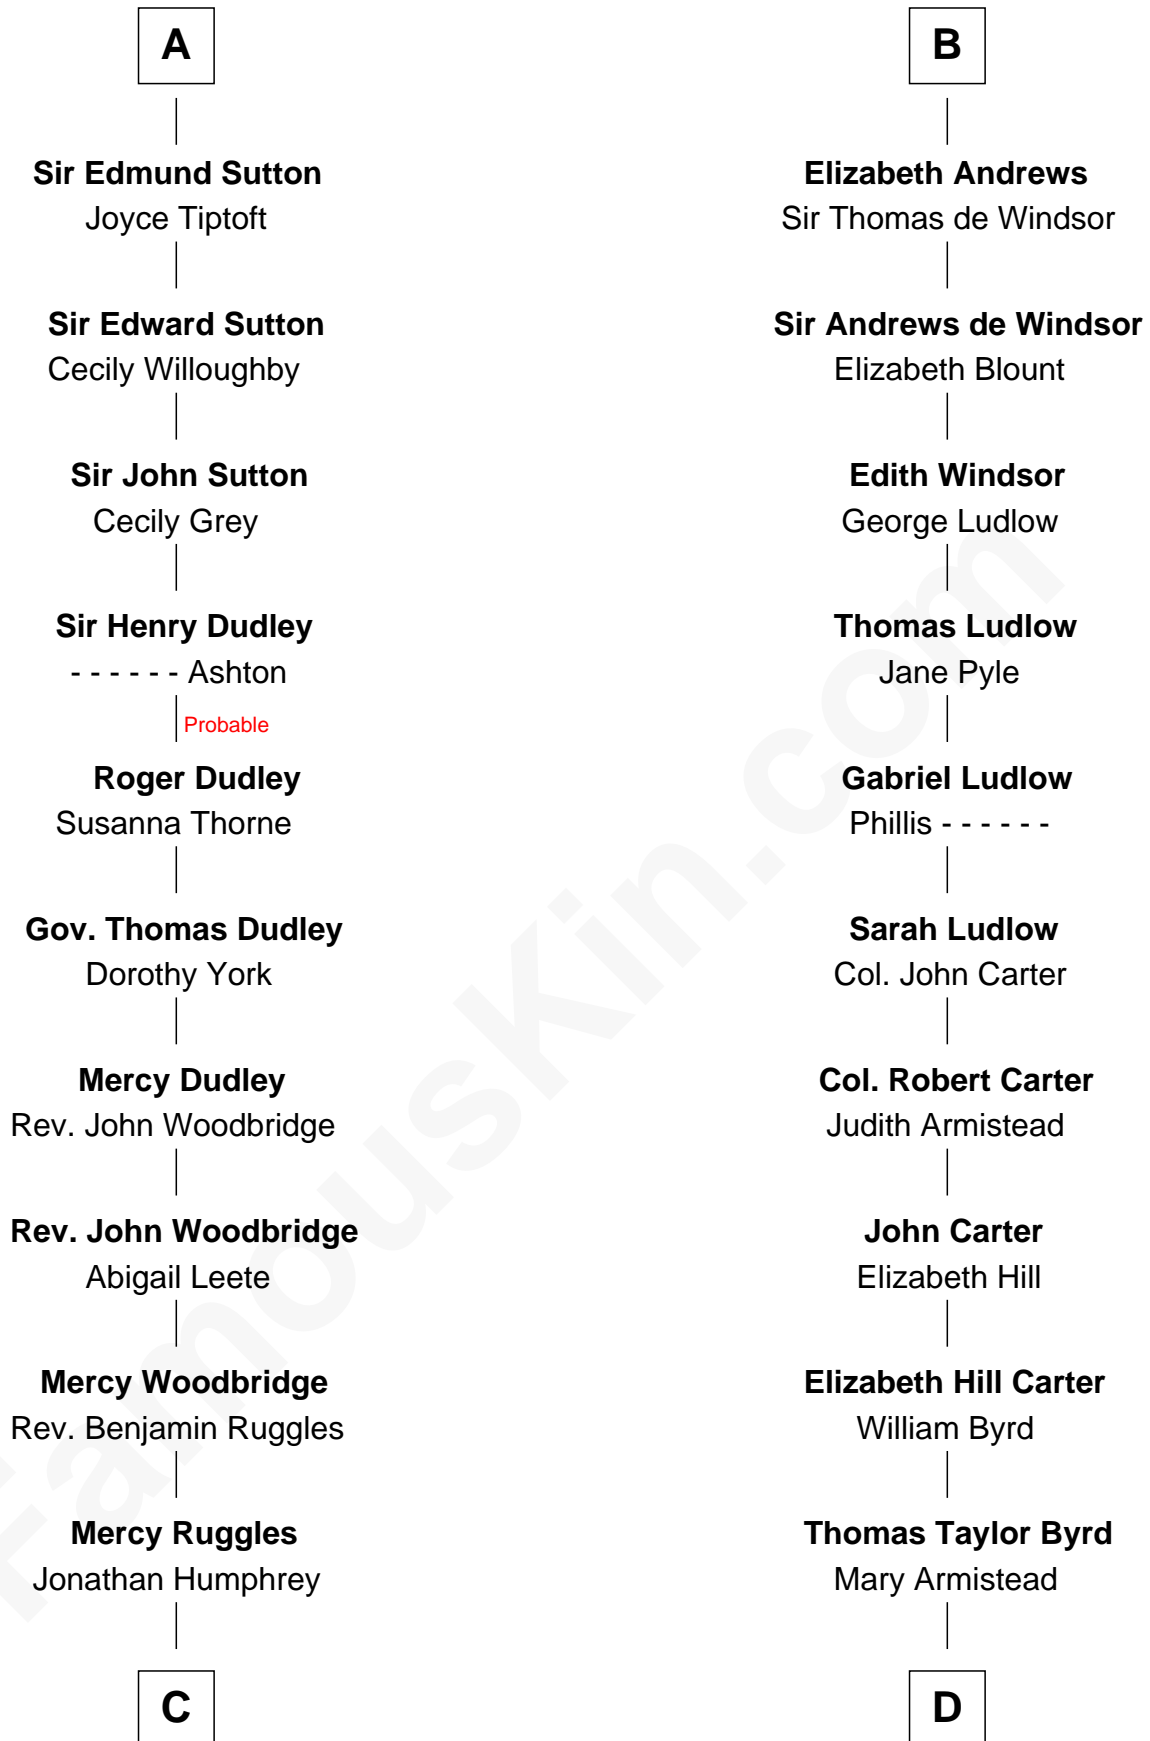 A
Sir Edmund Sutton
Joyce Tiptoft
Sir Edward Sutton
Cecily Willoughby
Sir John Sutton
Cecily Grey
Sir Henry Dudley
- - - - - - Ashton
Probable
Roger Dudley
Susanna Thorne
Gov. Thomas Dudley
Dorothy York
Mercy Dudley
Rev. John Woodbridge
Rev. John Woodbridge
Abigail Leete
Mercy Woodbridge
Rev. Benjamin Ruggles
Mercy Ruggles
Jonathan Humphrey
C
B
Elizabeth Andrews
Sir Thomas de Windsor
Sir Andrews de Windsor
Elizabeth Blount
Edith Windsor
George Ludlow
Thomas Ludlow
Jane Pyle
Gabriel Ludlow
Phillis - - - - - -
Sarah Ludlow
Col. John Carter
Col. Robert Carter
Judith Armistead
John Carter
Elizabeth Hill
Elizabeth Hill Carter
William Byrd
Thomas Taylor Byrd
Mary Armistead
D
FamousKin.com